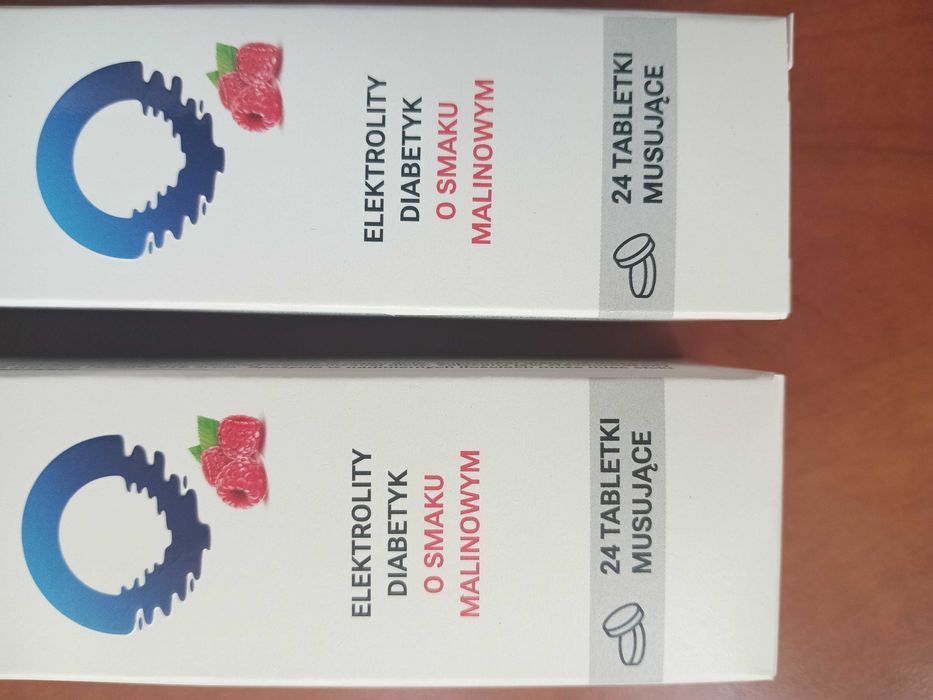 ELEKTROLITY
DIABETYK
O SMAKU
MALINOWYM
24 TABLETKI
MUSUJĄCE
ELEKTROLITY
DIABETYK
O SMAKU
MALINOWYM
24 TABLETKI
MUSUJĄCE